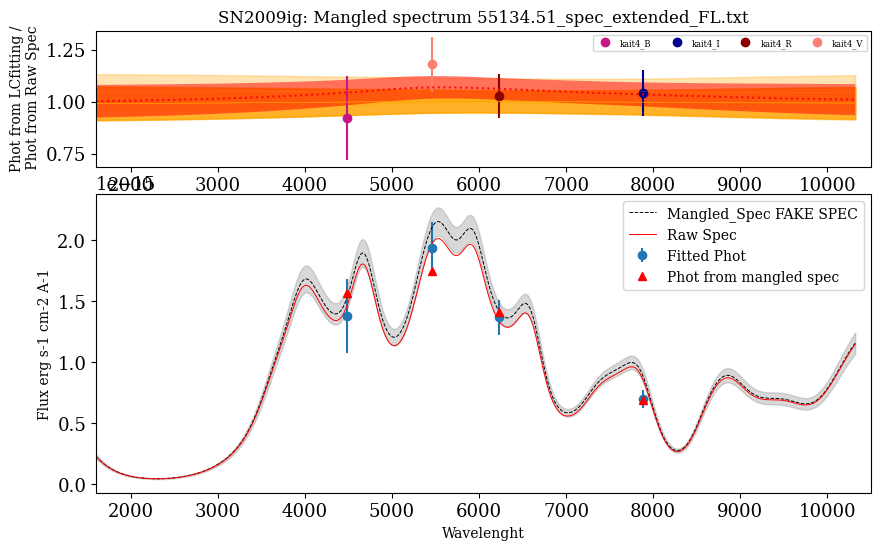 SN2009ig: Mangled spectrum 55134.51_spec_extended_FL.txt
Phot from LCfitting /
Phot from Raw Spec
1.25
1.00
0.75
kait4_B
kait4_I
kait4_R
kait4_V
2000 3000 4000 5000 6000 7000 8000 9000 10000
1e−15
Flux erg s-1 cm-2 A-1
2.0
1.5
1.0
0.5
0.0
Mangled_Spec FAKE SPEC
Raw Spec
Fitted Phot
Phot from mangled spec
2000 3000 4000 5000 6000 7000 8000 9000 10000
Wavelenght